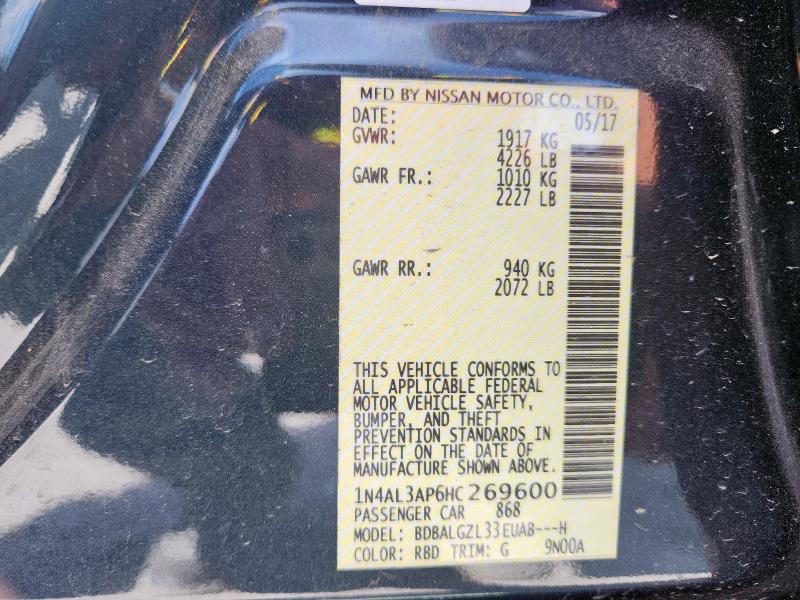 MFD BY NISSAN MOTOR CO., LTD.
DATE: 05/17
GVWR: 1917 KG
4226 LB
GAWR FR.: 1010 KG
2227 LB
GAWR RR.: 940 KG
2072 LB
THIS VEHICLE CONFORMS TO
ALL APPLICABLE FEDERAL
MOTOR VEHICLE SAFETY,
BUMPER, AND THEFT
PREVENTION STANDARDS IN
EFFECT ON THE DATE OF
MANUFACTURE SHOWN ABOVE.
1N4AL3AP6HC269600
PASSENGER CAR 868
MODEL: BDBALGZL33EUAB---H
COLOR: RBD TRIM: G 9N00A